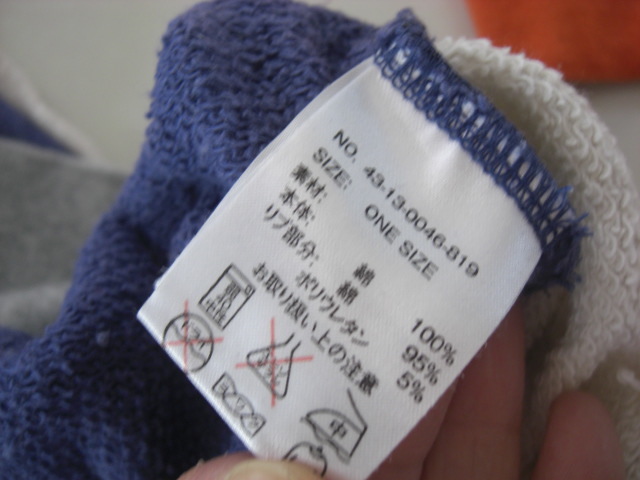 NO. 43-13-0046-819
SIZE: ONE SIZE
素材:
本体: 綿 100%
リブ部分: 綿 95%
ポリウレタン 5%
お取り扱い上の注意
中